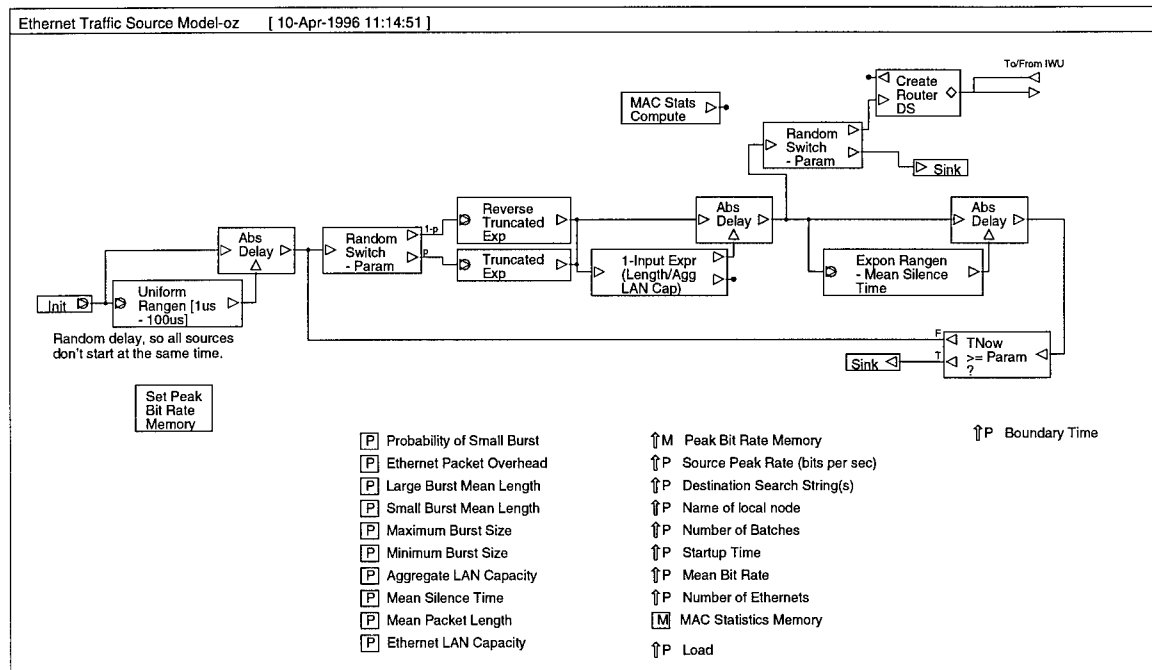 Ethernet Traffic Source Model-oz [ 10-Apr-1996 11:14:51 ]
To/From IWU
Create
Router
DS
MAC Stats
Compute
Random
Switch
- Param
Sink
Abs
Delay
Random
Switch
- Param
1-p
p
Reverse
Truncated
Exp
Truncated
Exp
Abs
Delay
1-Input Expr
(Length/Agg
LAN Cap)
Abs
Delay
Expon Rangen
- Mean Silence
Time
Init
Uniform
Rangen [1us
- 100us]
Random delay, so all sources
don't start at the same time.
F
T
TNow
>= Param
?
Sink
Set Peak
Bit Rate
Memory
P Probability of Small Burst
P Ethernet Packet Overhead
P Large Burst Mean Length
P Small Burst Mean Length
P Maximum Burst Size
P Minimum Burst Size
P Aggregate LAN Capacity
P Mean Silence Time
P Mean Packet Length
P Ethernet LAN Capacity
⇑M Peak Bit Rate Memory
⇑P Source Peak Rate (bits per sec)
⇑P Destination Search String(s)
⇑P Name of local node
⇑P Number of Batches
⇑P Startup Time
⇑P Mean Bit Rate
⇑P Number of Ethernets
M MAC Statistics Memory
⇑P Load
⇑P Boundary Time